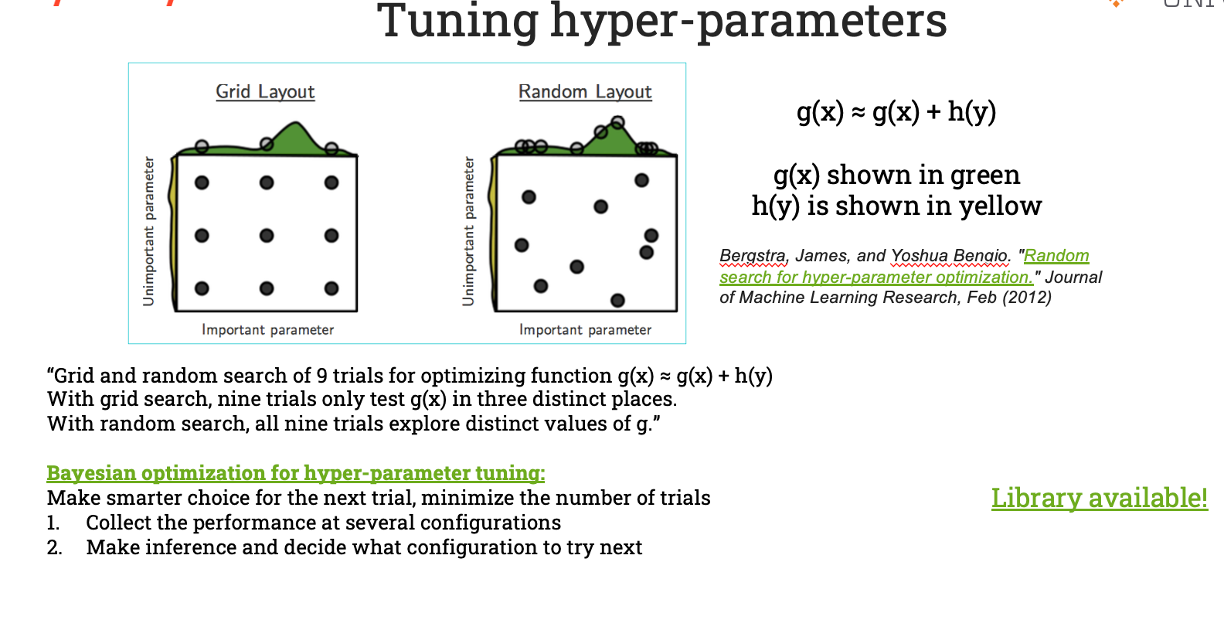 Tuning hyper-parameters
Grid Layout
Unimportant parameter
Important parameter
Random Layout
Unimportant parameter
Important parameter
g(x) ≈ g(x) + h(y)
g(x) shown in green
h(y) is shown in yellow
Bergstra, James, and Yoshua Bengio. "Random
search for hyper-parameter optimization." Journal
of Machine Learning Research, Feb (2012)
“Grid and random search of 9 trials for optimizing function g(x) ≈ g(x) + h(y)
With grid search, nine trials only test g(x) in three distinct places.
With random search, all nine trials explore distinct values of g.”
Bayesian optimization for hyper-parameter tuning:
Make smarter choice for the next trial, minimize the number of trials
1. Collect the performance at several configurations
2. Make inference and decide what configuration to try next
Library available!